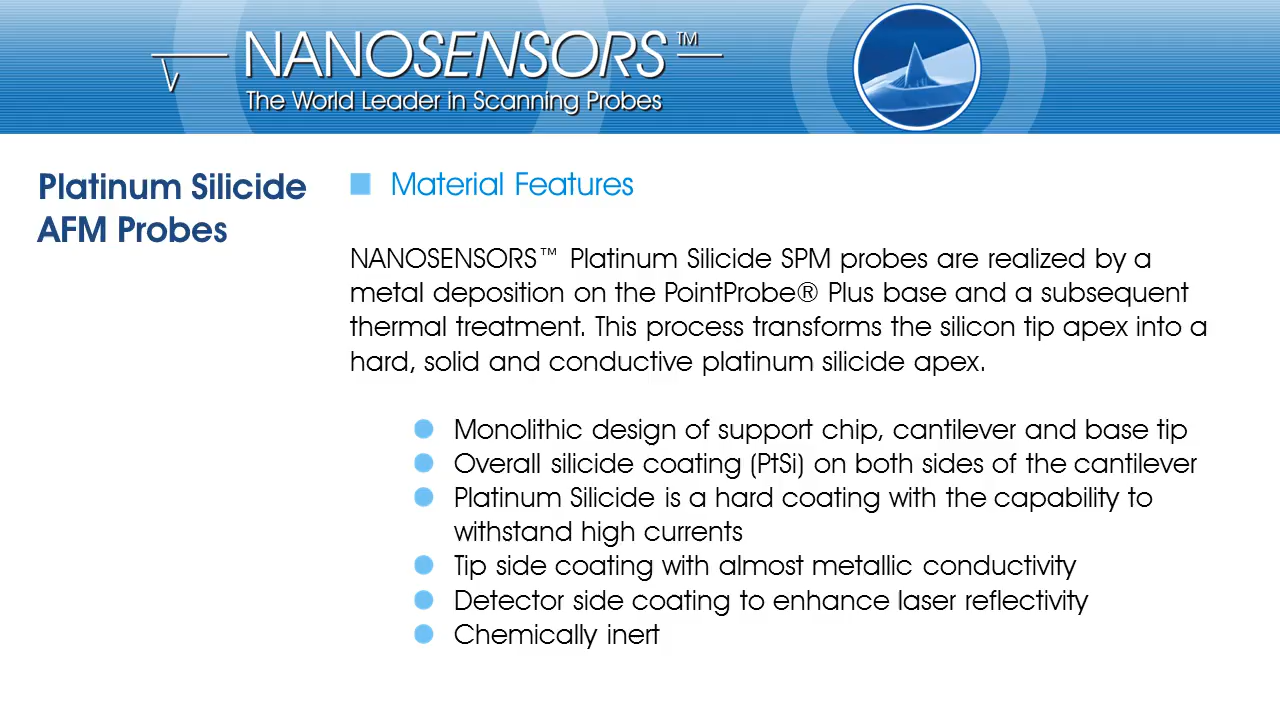 NANOSENSORS™
The World Leader in Scanning Probes
Platinum Silicide
AFM Probes
Material Features
NANOSENSORS™ Platinum Silicide SPM probes are realized by a
metal deposition on the PointProbe® Plus base and a subsequent
thermal treatment. This process transforms the silicon tip apex into a
hard, solid and conductive platinum silicide apex.
Monolithic design of support chip, cantilever and base tip
Overall silicide coating (PtSi) on both sides of the cantilever
Platinum Silicide is a hard coating with the capability to
withstand high currents
Tip side coating with almost metallic conductivity
Detector side coating to enhance laser reflectivity
Chemically inert